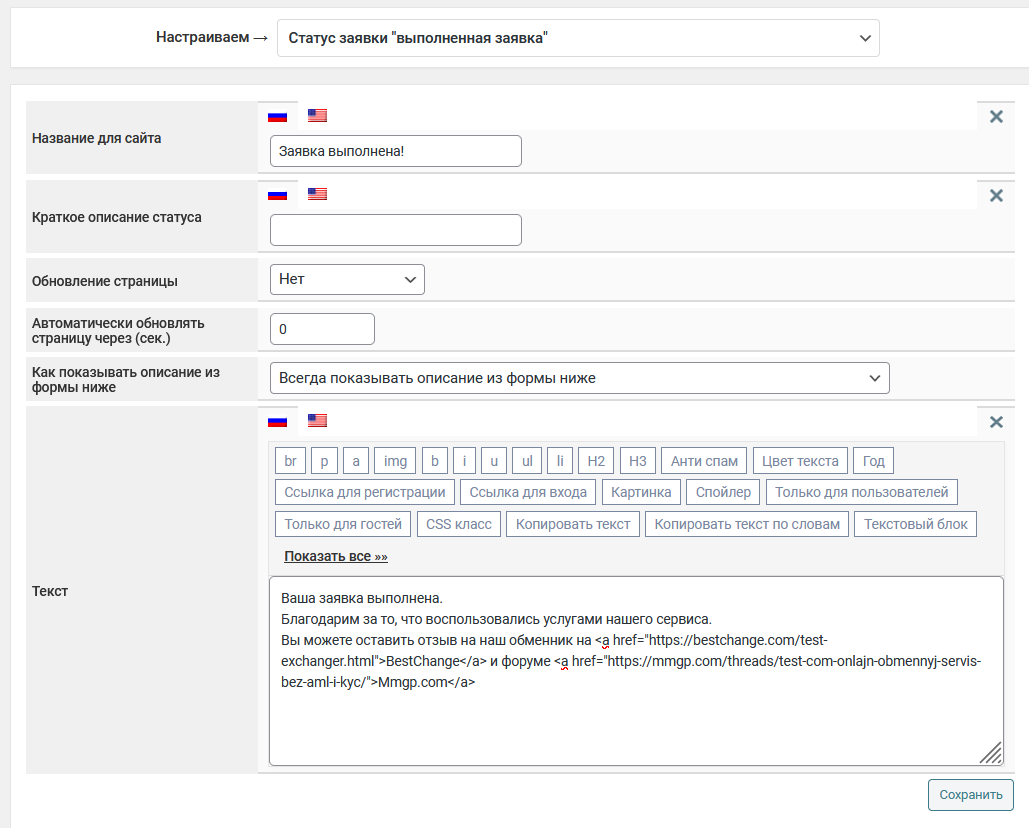 Настраиваем → Статус заявки "выполненная заявка"
Название для сайта
Заявка выполнена!
Краткое описание статуса
Обновление страницы
Нет
Автоматически обновлять
страницу через (сек.)
0
Как показывать описание из
формы ниже
Всегда показывать описание из формы ниже
Текст
br p a img b i u ul li H2 H3 Анти спам Цвет текста Год
Ссылка для регистрации Ссылка для входа Картинка Спойлер Только для пользователей
Только для гостей CSS класс Копировать текст Копировать текст по словам Текстовый блок
Показать все »»
Ваша заявка выполнена.
Благодарим за то, что воспользовались услугами нашего сервиса.
Вы можете оставить отзыв на наш обменник на <a href="https://bestchange.com/test-
exchanger.html">BestChange</a> и форуме <a href="https://mmgp.com/threads/test-com-onlajn-obmennyj-servis-
bez-aml-i-kyc/">Mmgp.com</a>
Сохранить